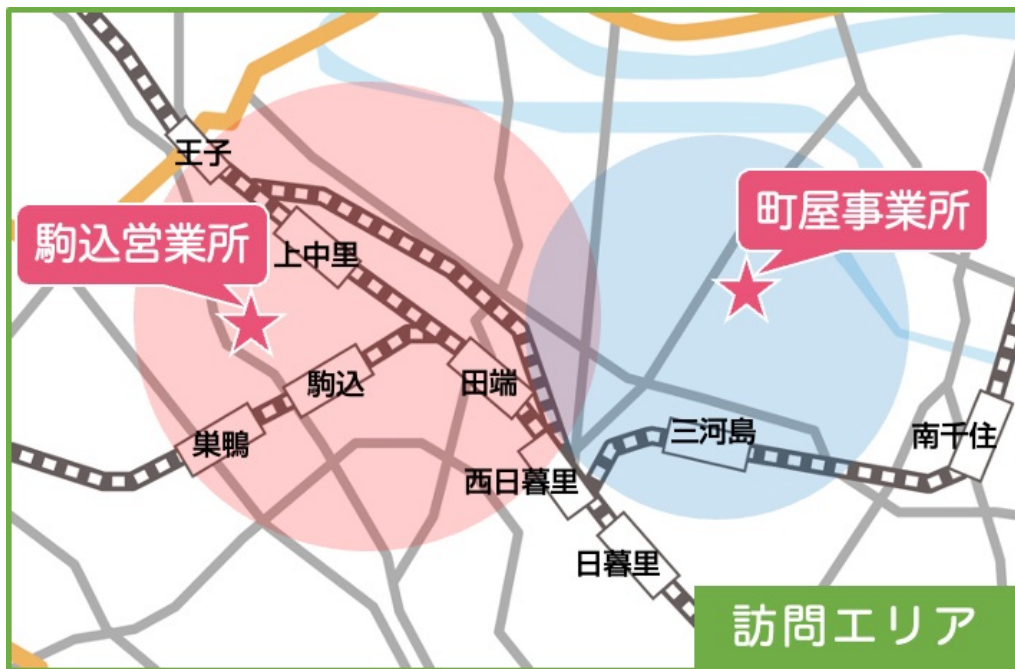 王子
町屋事業所
駒込営業所
上中里
駒込
田端
巣鴨
三河島
南千住
西日暮里
日暮里
訪問エリア